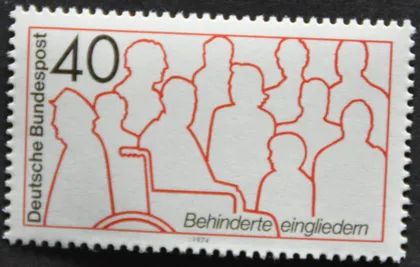 Deutsche Bundespost
40
Behinderte eingliedern
1974